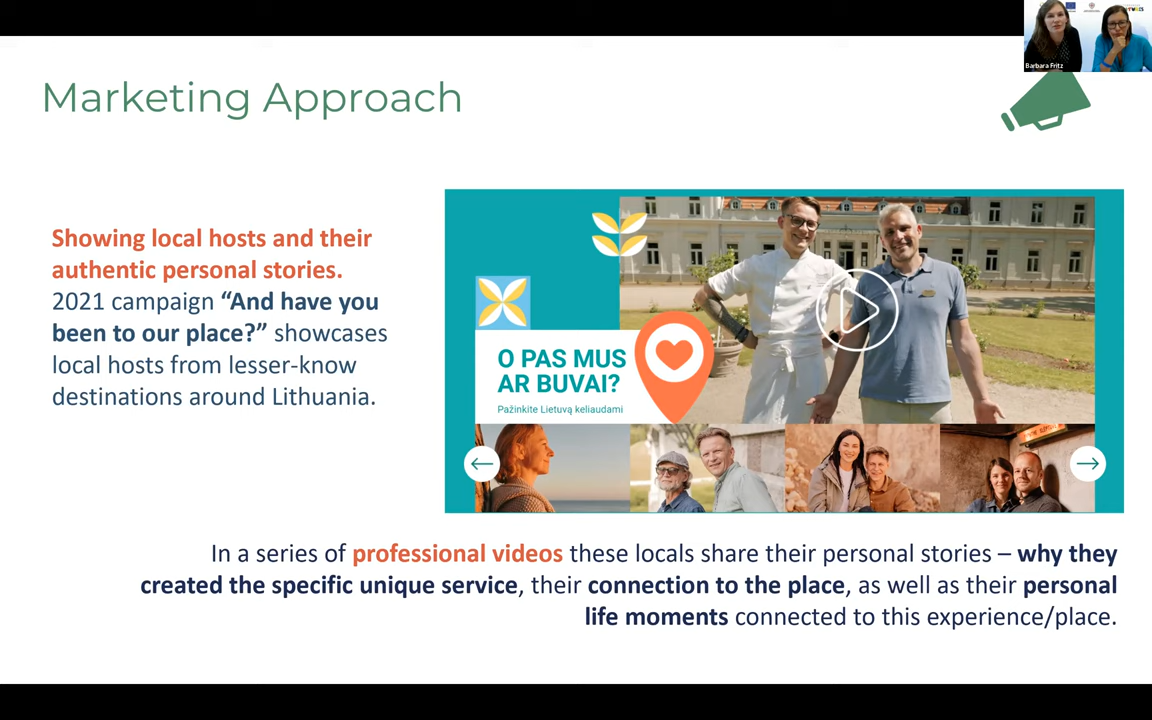 Barbara Fritz
Marketing Approach
Showing local hosts and their
authentic personal stories.
2021 campaign “And have you
been to our place?” showcases
local hosts from lesser-know
destinations around Lithuania.
O PAS MUS
AR BUVAI?
Pažinkite Lietuvą keliaudami
In a series of professional videos these locals share their personal stories – why they
created the specific unique service, their connection to the place, as well as their personal
life moments connected to this experience/place.